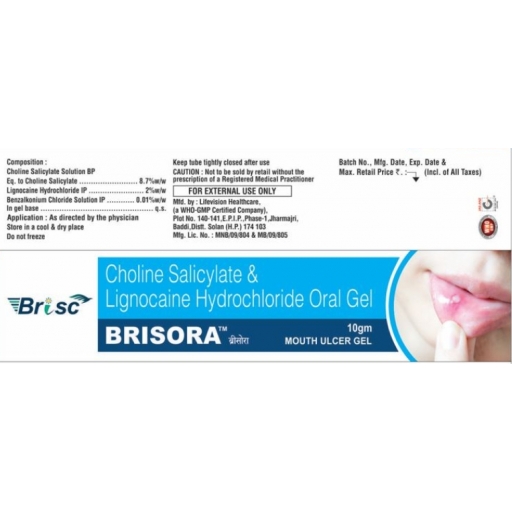 Composition :
Choline Salicylate Solution BP
Eq. to Choline Salicylate ............................ 8.7%w/w
Lignocaine Hydrochloride IP ........................ 2%w/w
Benzalkonium Chloride Solution IP ........... 0.01%w/w
In gel base ................................................ q.s.
Application : As directed by the physician
Store in a cool & dry place
Do not freeze
Keep tube tightly closed after use
CAUTION : Not to be sold by retail without the
prescription of a Registered Medical Practitioner
FOR EXTERNAL USE ONLY
Mfd. by : Lifevision Healthcare,
(a WHO-GMP Certified Company),
Plot No. 140-141,E.P.I.P.,Phase-1,Jharmajri,
Baddi,Distt. Solan (H.P.) 174 103
Mfg. Lic. No. : MNB/09/804 & MB/09/805
Batch No., Mfg. Date, Exp. Date &
Max. Retail Price ₹. : (Incl. of All Taxes)
Brisc
Choline Salicylate &
Lignocaine Hydrochloride Oral Gel
BRISORA™ ब्रीसोरा
10gm
MOUTH ULCER GEL